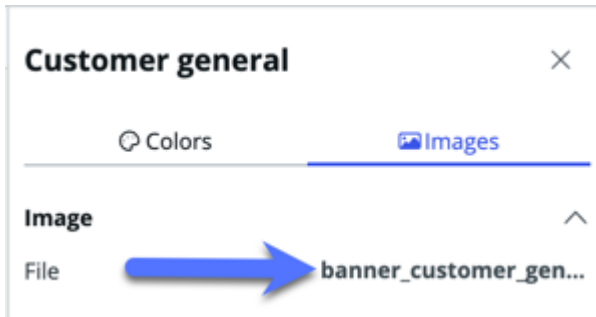 Customer general
Colors Images
Image
File banner_customer_gen...